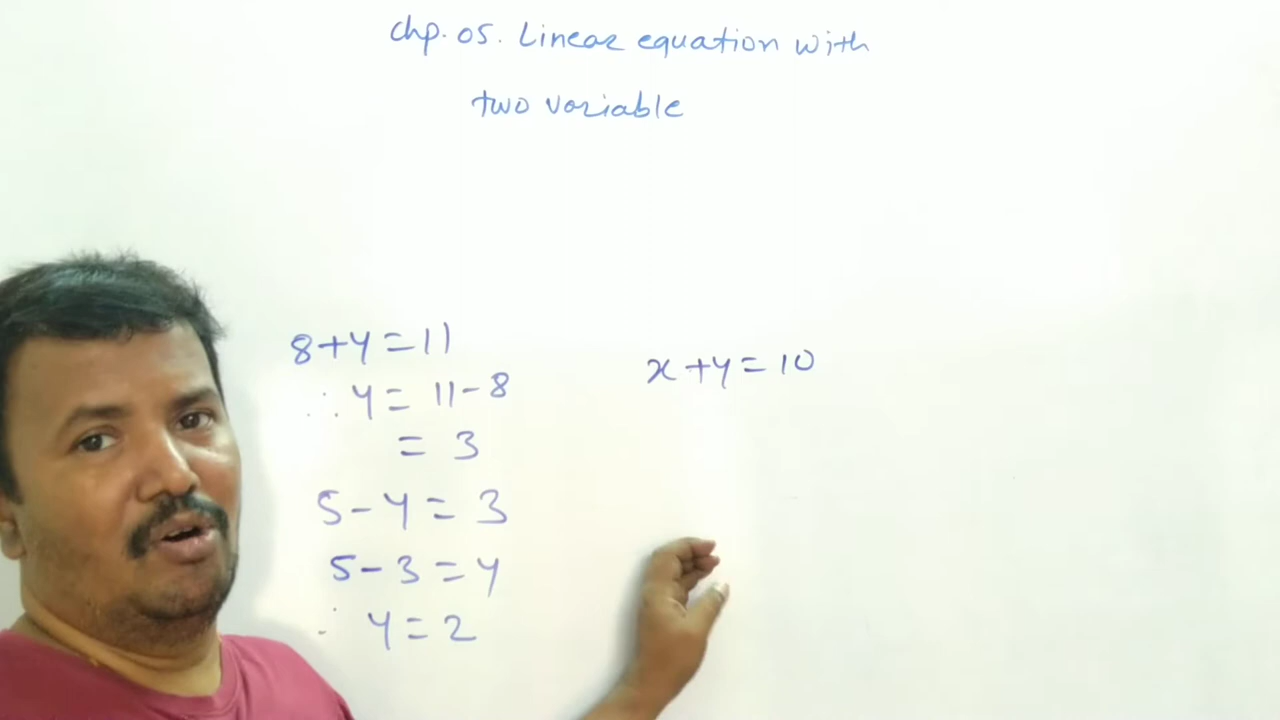 Chp. 05. Linear equation with
two variable
8+y=11
∴ y= 11-8
= 3
5-y=3
5-3=y
∴ y=2
x+y=10